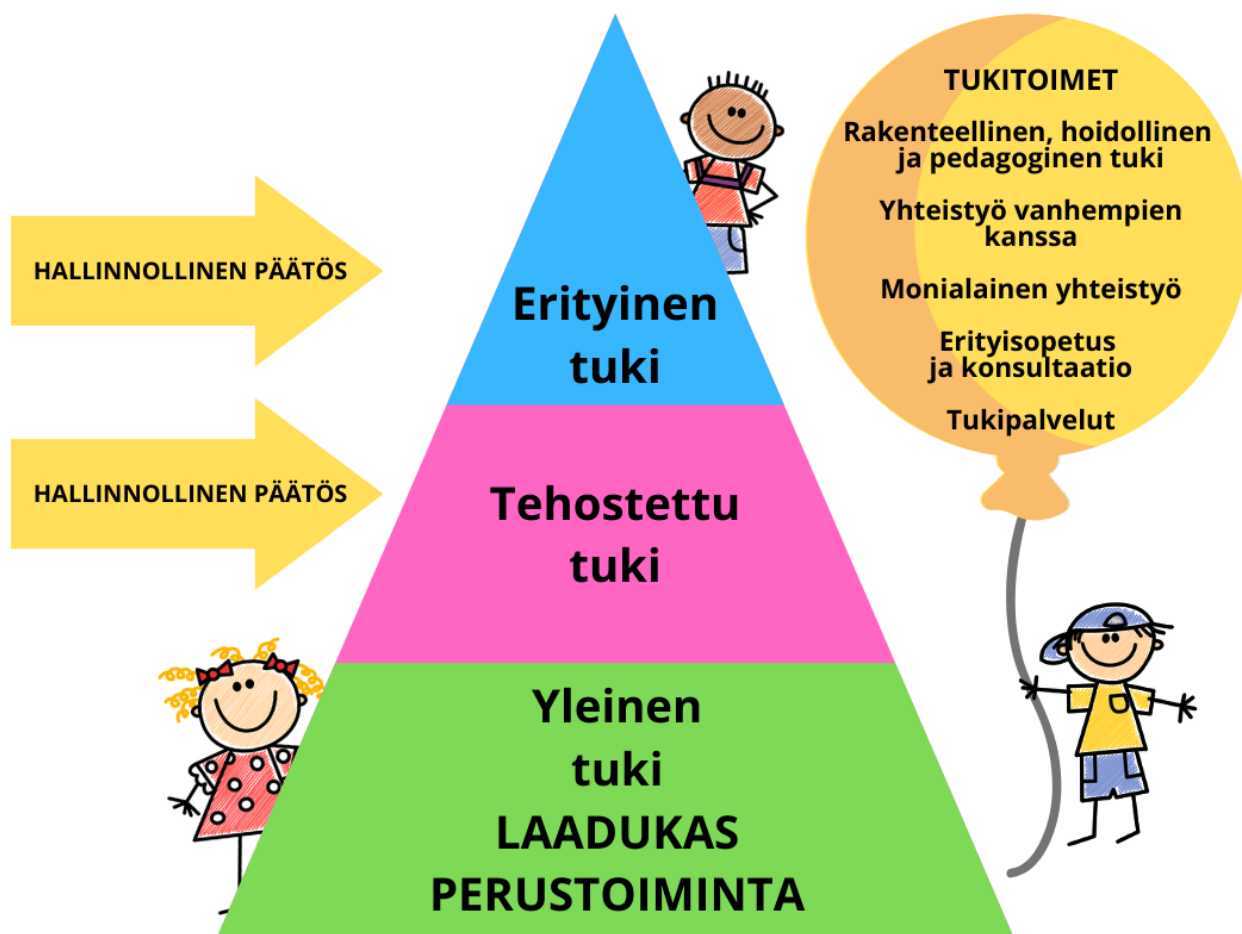 HALLINNOLLINEN PÄÄTÖS
HALLINNOLLINEN PÄÄTÖS
Erityinen
tuki
Tehostettu
tuki
Yleinen
tuki
LAADUKAS
PERUSTOIMINTA
TUKITOIMET
Rakenteellinen, hoidollinen
ja pedagoginen tuki
Yhteistyö vanhempien
kanssa
Monialainen yhteistyö
Erityisopetus
ja konsultaatio
Tukipalvelut